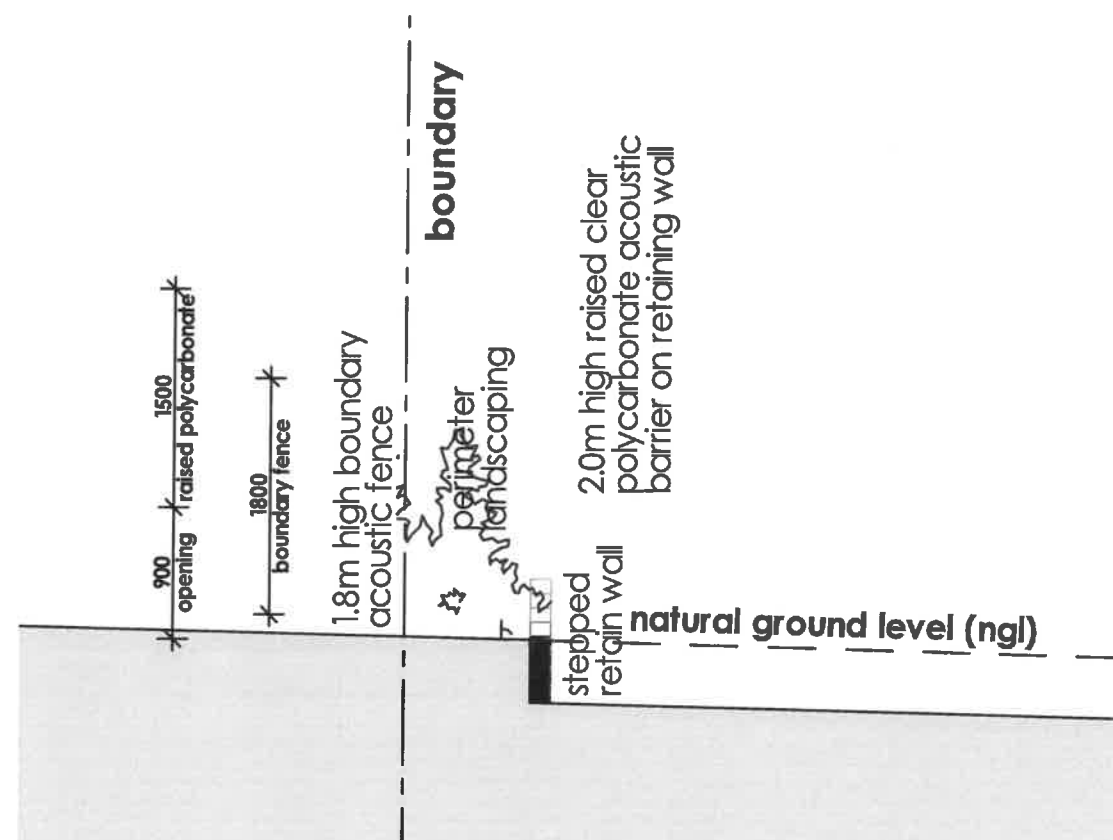 1500
raised polycarbonate
900
opening
1800
boundary fence
1.8m high boundary
acoustic fence
boundary
perimeter
landscaping
2.0m high raised clear
polycarbonate acoustic
barrier on retaining wall
stepped
retain wall
natural ground level (ngl)